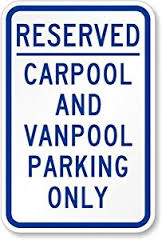 RESERVED
CARPOOL
AND
VANPOOL
PARKING
ONLY